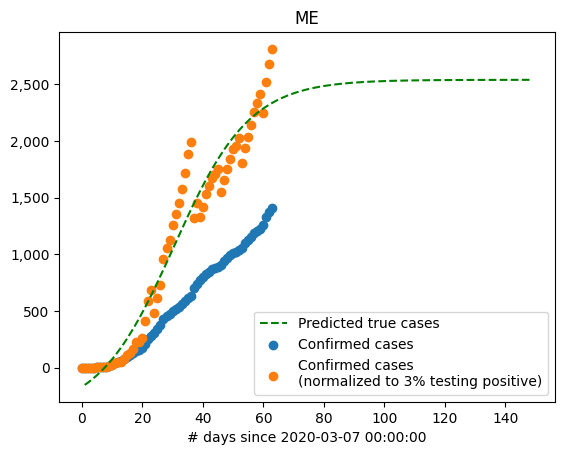 ME
2,500
2,000
1,500
1,000
500
0
0 20 40 60 80 100 120 140
# days since 2020-03-07 00:00:00
Predicted true cases
Confirmed cases
Confirmed cases
(normalized to 3% testing positive)